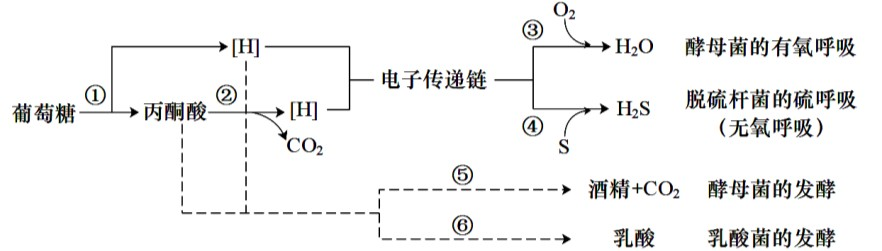 O₂
③
[H]
H₂O 酵母菌的有氧呼吸
电子传递链
① ②
葡萄糖 丙酮酸 [H]
CO₂
④
H₂S 脱硫杆菌的硫呼吸
(无氧呼吸)
S
⑤
酒精+CO₂ 酵母菌的发酵
⑥
乳酸 乳酸菌的发酵